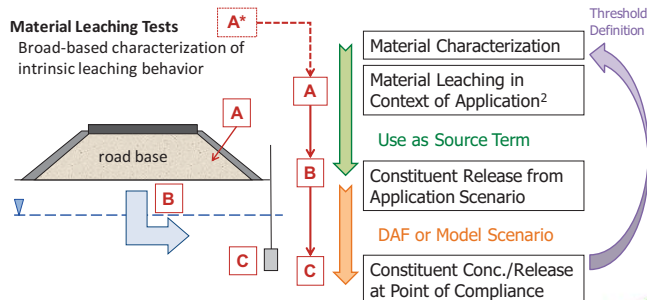 Material Leaching Tests
Broad-based characterization of
intrinsic leaching behavior
A*
A
B
C
A
road base
B
C
Material Characterization
Material Leaching in
Context of Application²
Use as Source Term
Constituent Release from
Application Scenario
DAF or Model Scenario
Constituent Conc./Release
at Point of Compliance
Threshold
Definition